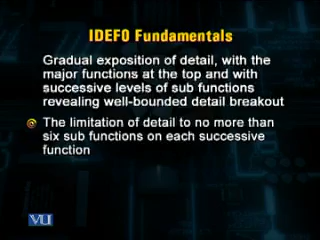 IDEF0 Fundamentals
Gradual exposition of detail, with the
major functions at the top and with
successive levels of sub functions
revealing well-bounded detail breakout
The limitation of detail to no more than
six sub functions on each successive
function
VU